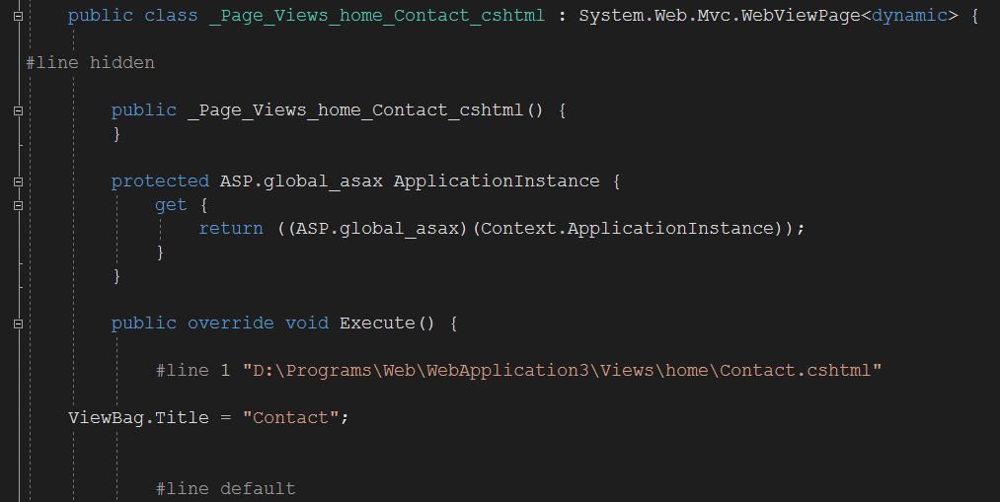 public class _Page_Views_home_Contact_cshtml : System.Web.Mvc.WebViewPage<dynamic> {
#line hidden
public _Page_Views_home_Contact_cshtml() {
}
protected ASP.global_asax ApplicationInstance {
get {
return ((ASP.global_asax)(Context.ApplicationInstance));
}
}
public override void Execute() {
#line 1 "D:\Programs\Web\WebApplication3\Views\home\Contact.cshtml"
ViewBag.Title = "Contact";
#line default